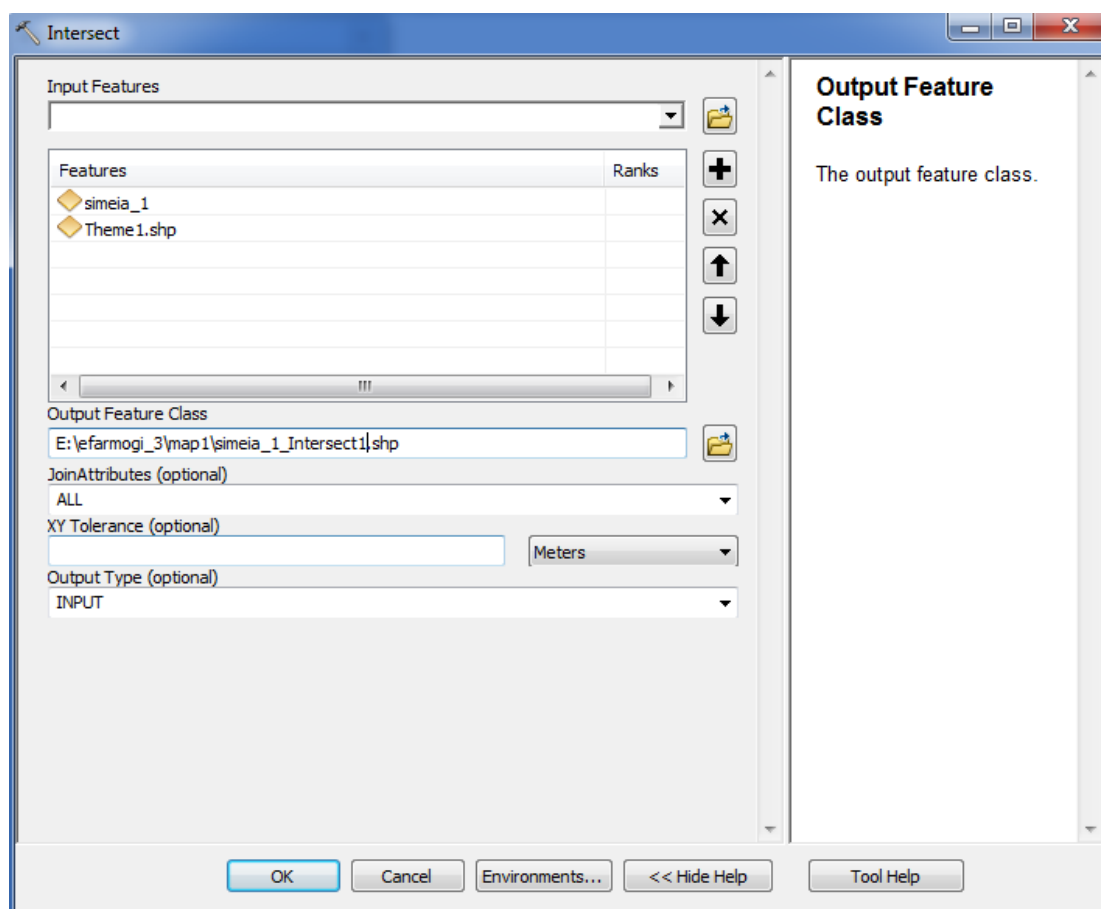 Intersect
Input Features
Features Ranks
simeia_1
Theme1.shp
Output Feature Class
E:\efarmogi_3\map1\simeia_1_Intersect1.shp
JoinAttributes (optional)
ALL
XY Tolerance (optional)
Meters
Output Type (optional)
INPUT
Output Feature
Class
The output feature class.
OK Cancel Environments... << Hide Help Tool Help